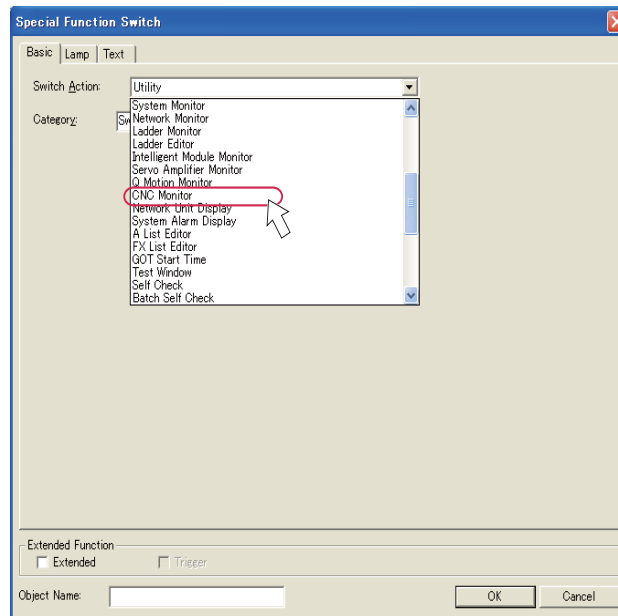 Special Function Switch
Basic Lamp Text
Switch Action: Utility
System Monitor
Category: Sw Network Monitor
Ladder Monitor
Ladder Editor
Intelligent Module Monitor
Servo Amplifier Monitor
Q Motion Monitor
CNC Monitor
Network Unit Display
System Alarm Display
A List Editor
FX List Editor
GOT Start Time
Test Window
Self Check
Batch Self Check
Extended Function
Extended Trigger
Object Name: OK Cancel